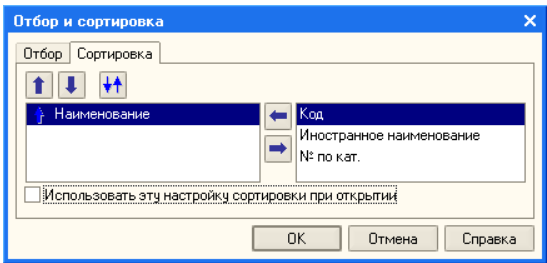 Отбор и сортировка
Отбор Сортировка
Наименование
Код
Иностранное наименование
№ по кат.
Использовать эту настройку сортировки при открытии
OK Отмена Справка